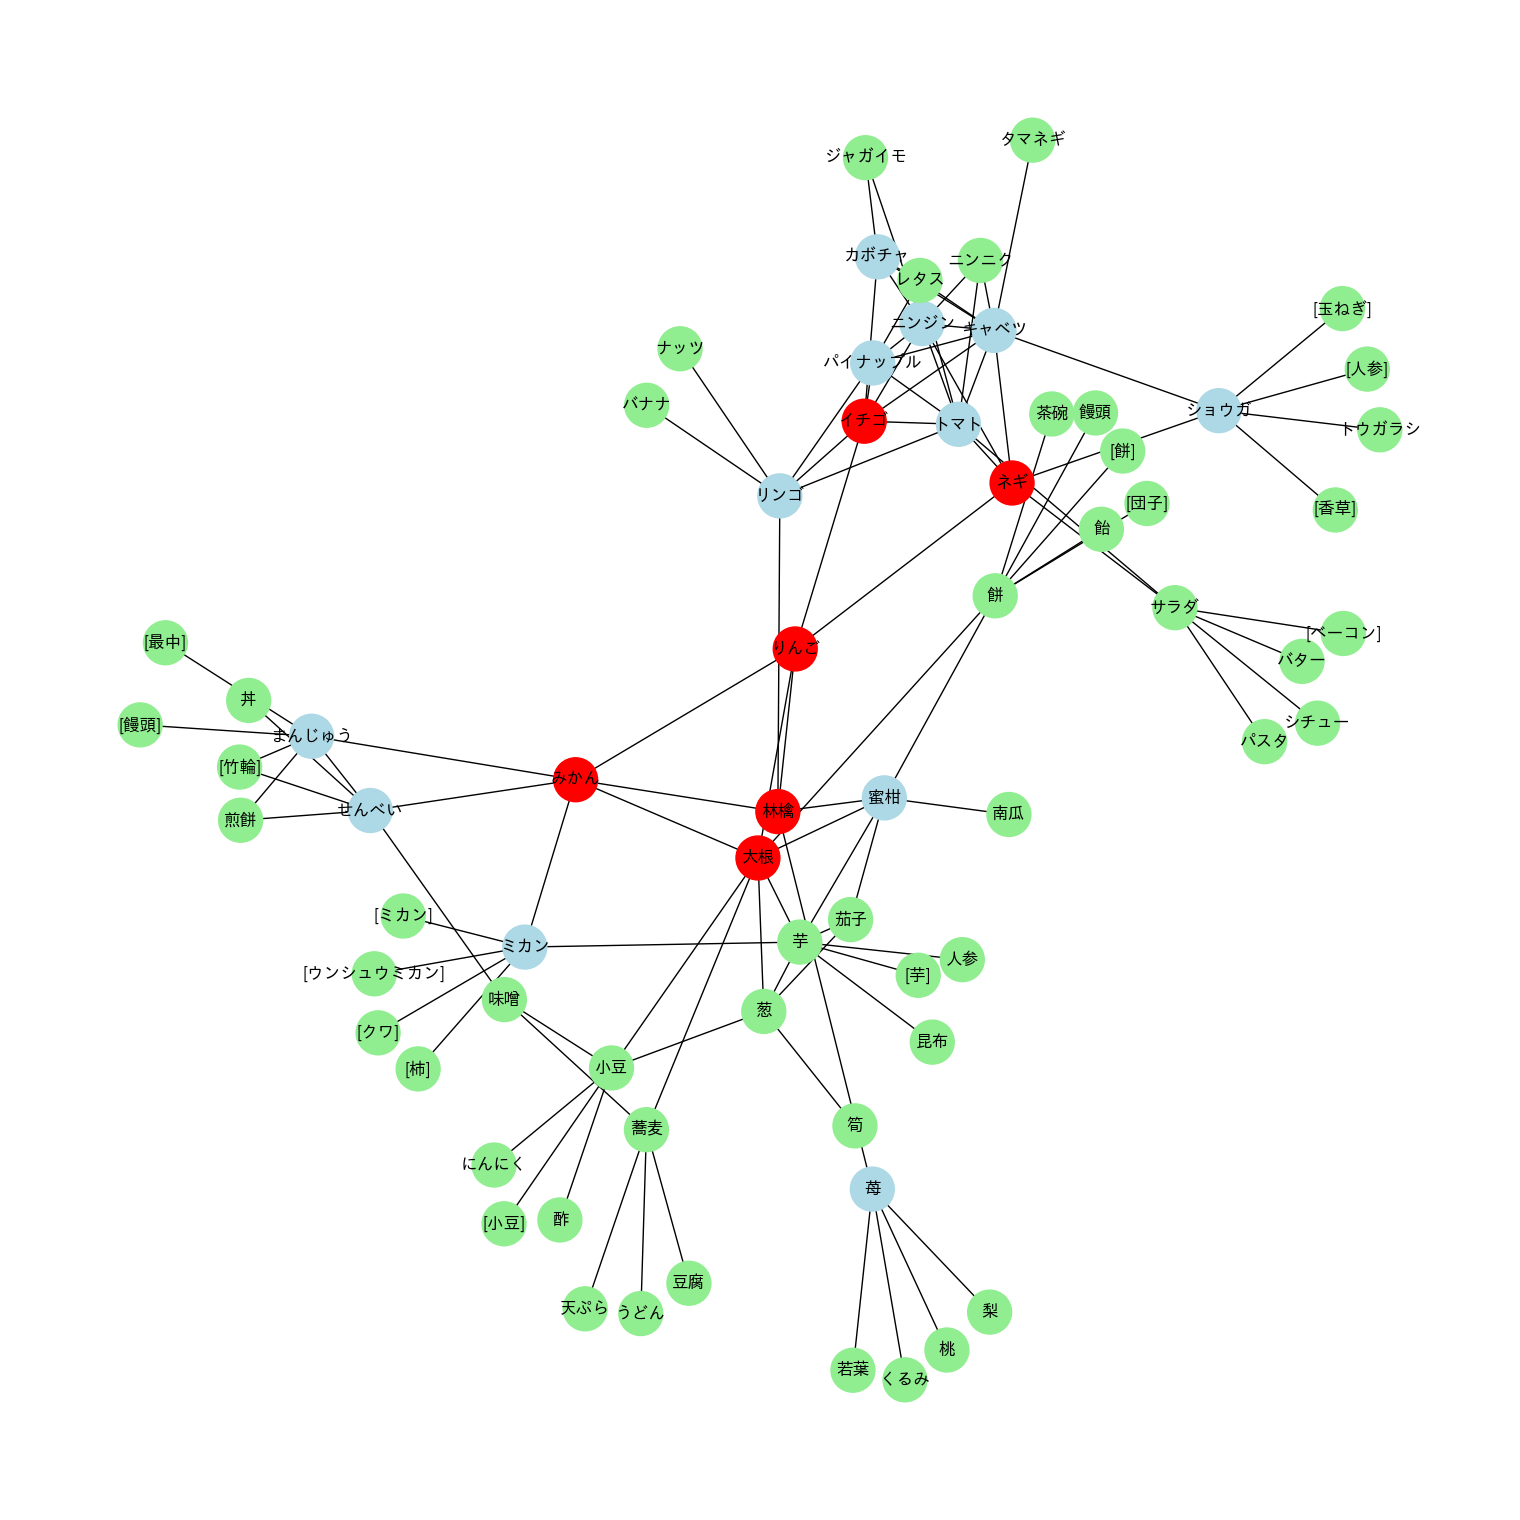 タマネギ
ジャガイモ
カボチャ
ニンニク
レタス
[玉ねぎ]
ニンジン
キャベツ
ナッツ
パイナップル
[人参]
バナナ
ショウガ
茶碗
饅頭
イチゴ
トマト
トウガラシ
[餅]
ネギ
リンゴ
[団子]
[香草]
飴
餅
サラダ
[ベーコン]
[最中]
りんご
バター
丼
[饅頭]
シチュー
まんじゅう
パスタ
[竹輪]
みかん
蜜柑
せんべい
林檎
南瓜
煎餅
大根
[ミカン]
茄子
芋
ミカン
人参
[ウンシュウミカン]
[芋]
味噌
葱
[クワ]
昆布
[柿]
小豆
筍
蕎麦
にんにく
苺
酢
[小豆]
豆腐
天ぷら
うどん
梨
桃
若葉
くるみ